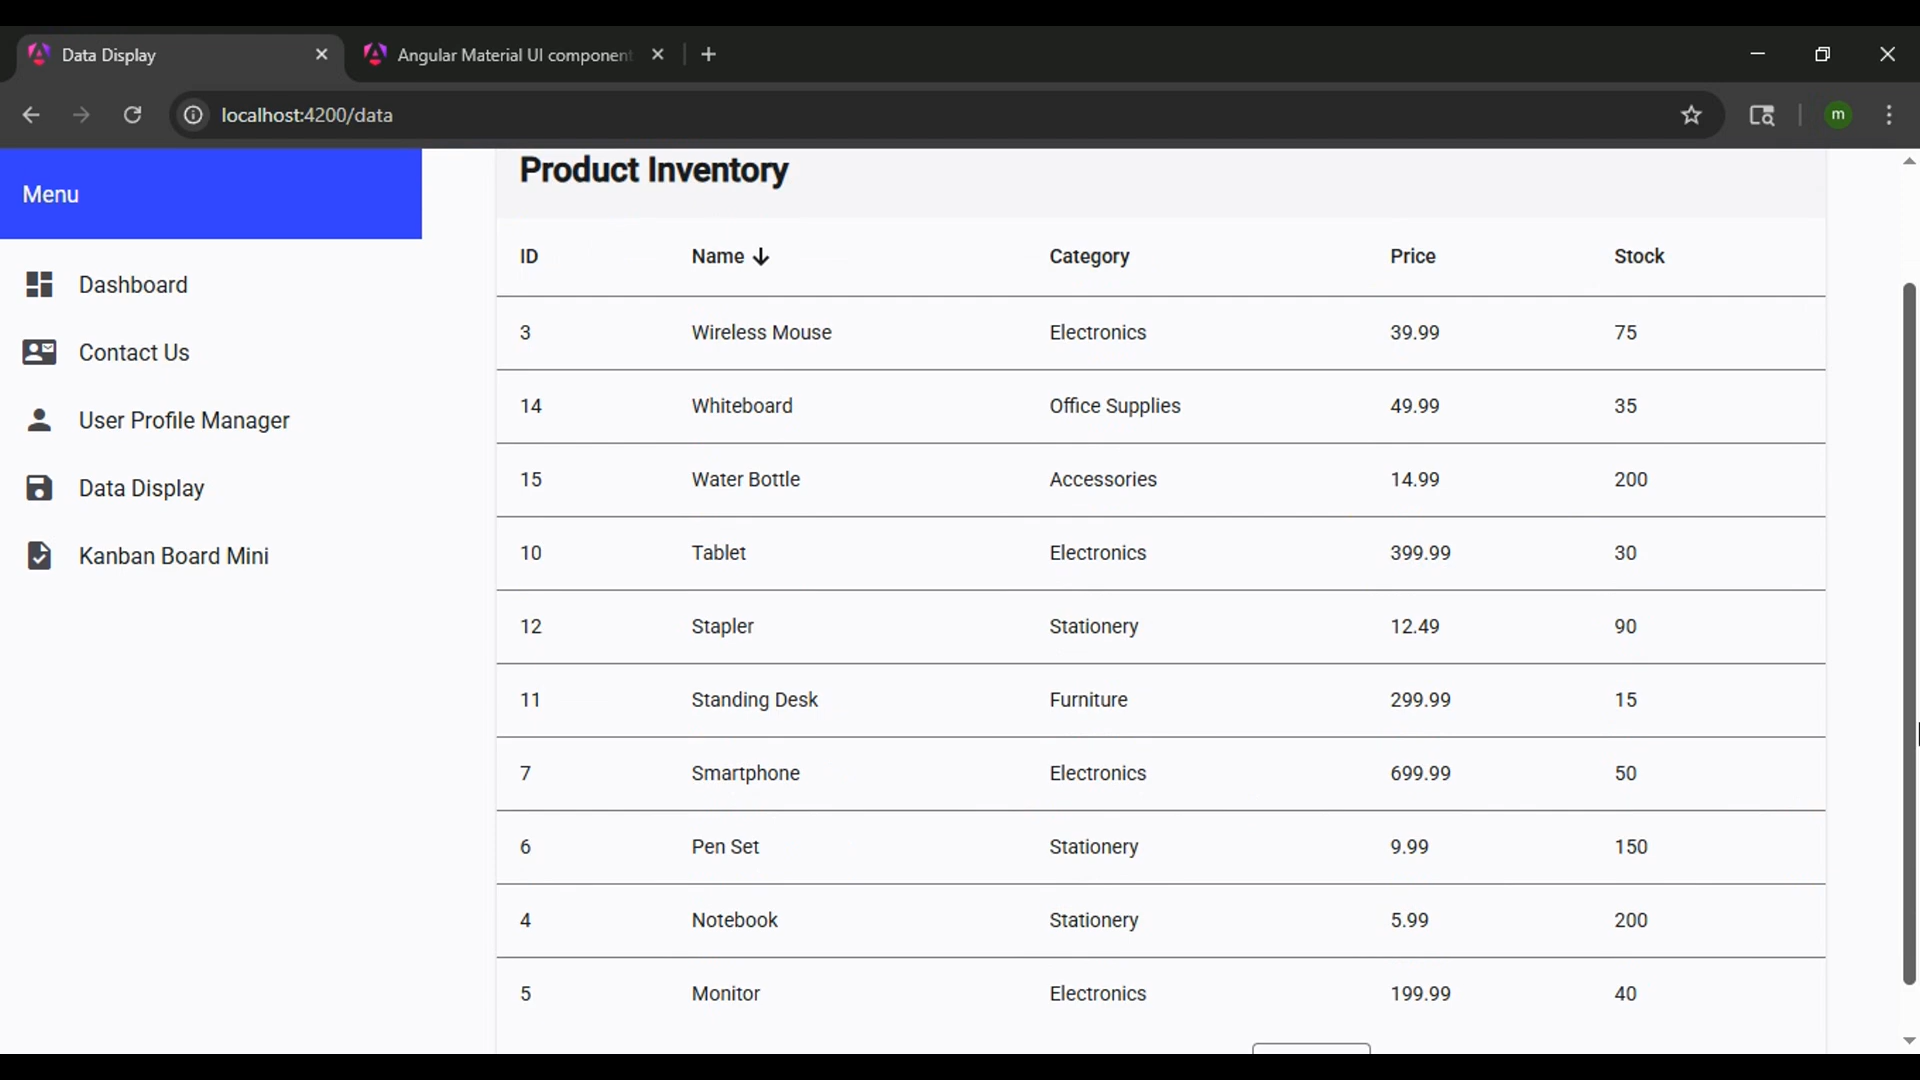 Data Display
Angular Material UI component
localhost:4200/data
m
Menu
Dashboard
Contact Us
User Profile Manager
Data Display
Kanban Board Mini
Product Inventory
ID Name Category Price Stock
3 Wireless Mouse Electronics 39.99 75
14 Whiteboard Office Supplies 49.99 35
15 Water Bottle Accessories 14.99 200
10 Tablet Electronics 399.99 30
12 Stapler Stationery 12.49 90
11 Standing Desk Furniture 299.99 15
7 Smartphone Electronics 699.99 50
6 Pen Set Stationery 9.99 150
4 Notebook Stationery 5.99 200
5 Monitor Electronics 199.99 40